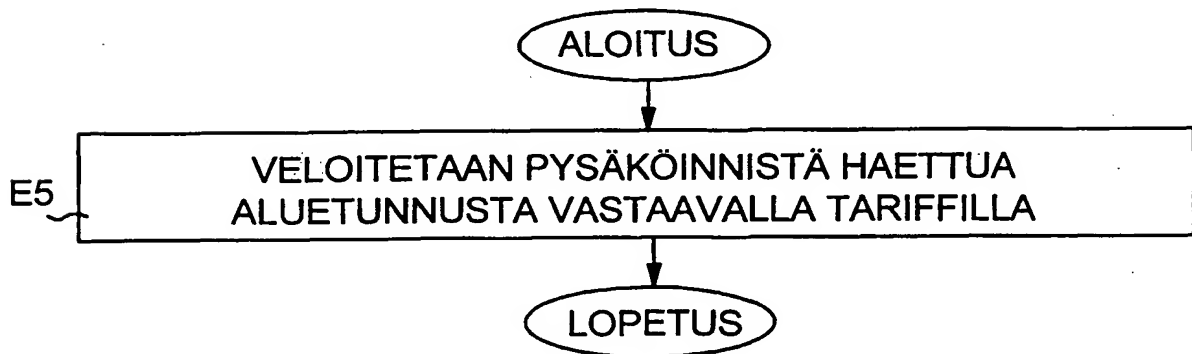 ALOITUS
VELOITETAAN PYSÄKÖINNISTÄ HAETTUA
E5
ALUETUNNUSTA VASTAAVALLA TARIFFILLA
LOPETUS